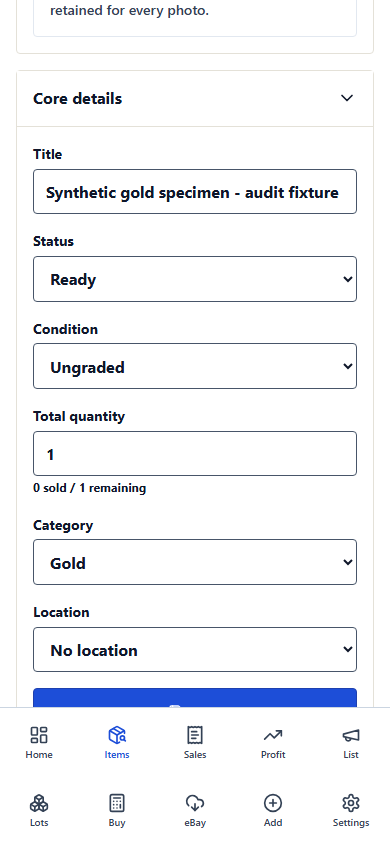 retained for every photo.
Core details
Title
Synthetic gold specimen - audit fixture
Status
Ready
Condition
Ungraded
Total quantity
1
0 sold / 1 remaining
Category
Gold
Location
No location
Home
Items
Sales
Profit
List
Lots
Buy
eBay
Add
Settings